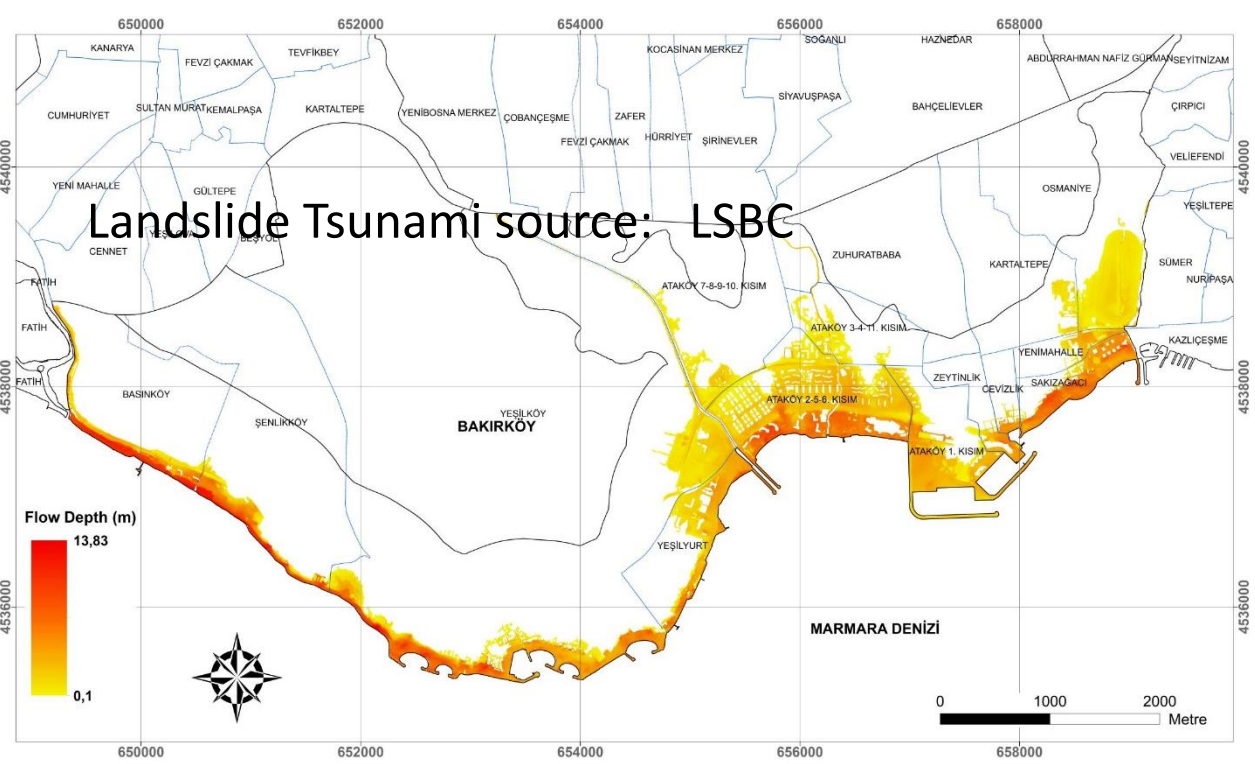 650000 652000 654000 656000 658000
KANARYA
FEVZİ ÇAKMAK
TEVFİKBEY
KOCASİNAN MERKEZ
SOĞANLI
HAZNEDAR
ABDURRAHMAN NAFİZ GÜRMAN
SEYİTNİZAM
CUMHURİYET
SULTAN MURAT
KEMALPAŞA
KARTALTEPE
YENİBOSNA MERKEZ
ÇOBANÇEŞME
ZAFER
SİYAVUŞPAŞA
BAHÇELİEVLER
ÇIRPICI
FEVZİ ÇAKMAK
HÜRRİYET
ŞİRİNEVLER
4540000
4540000
VELİEFENDİ
YENİ MAHALLE
GÜLTEPE
OSMANİYE
YEŞİLTEPE
Landslide Tsunami source: LSBC
CENNET
YEŞİLOVA
BEŞYOL
ZUHURATBABA
KARTALTEPE
SÜMER
NURİPAŞA
FATİH
ATAKÖY 7-8-9-10. KISIM
FATİH
ATAKÖY 3-4-11. KISIM
YENİMAHALLE
KAZLIÇEŞME
FATİH
4538000
4538000
BASINKÖY
ZEYTİNLİK
CEVİZLİK
SAKIZAĞACI
ATAKÖY 2-5-6. KISIM
ŞENLİKKÖY
YEŞİLKÖY
BAKIRKÖY
ATAKÖY 1. KISIM
Flow Depth (m)
13,83
0,1
YEŞİLYURT
4536000
4536000
MARMARA DENİZİ
0 1000 2000
Metre
650000 652000 654000 656000 658000